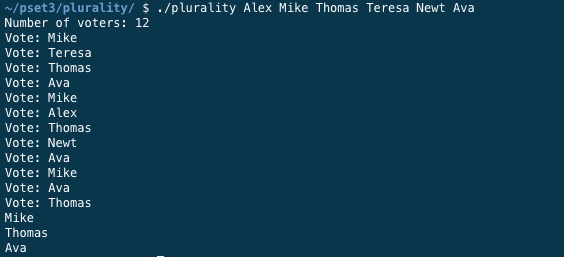 ~/pset3/plurality/ $ ./plurality Alex Mike Thomas Teresa Newt Ava
Number of voters: 12
Vote: Mike
Vote: Teresa
Vote: Thomas
Vote: Ava
Vote: Mike
Vote: Alex
Vote: Thomas
Vote: Newt
Vote: Ava
Vote: Mike
Vote: Ava
Vote: Thomas
Mike
Thomas
Ava